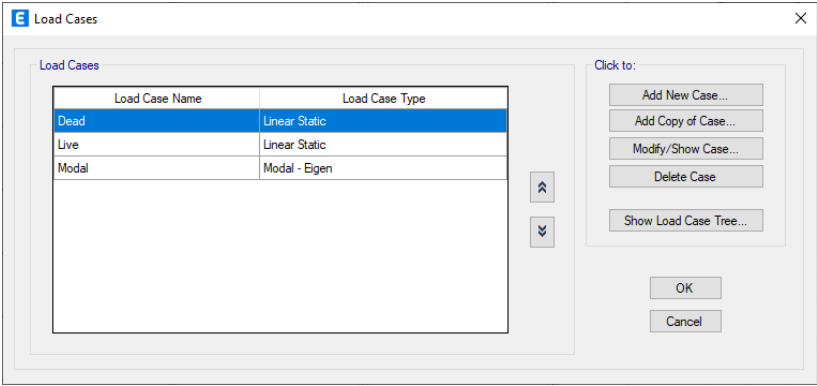 E Load Cases
Load Cases
Load Case Name Load Case Type
Dead Linear Static
Live Linear Static
Modal Modal - Eigen
Click to:
Add New Case...
Add Copy of Case...
Modify/Show Case...
Delete Case
Show Load Case Tree...
OK
Cancel